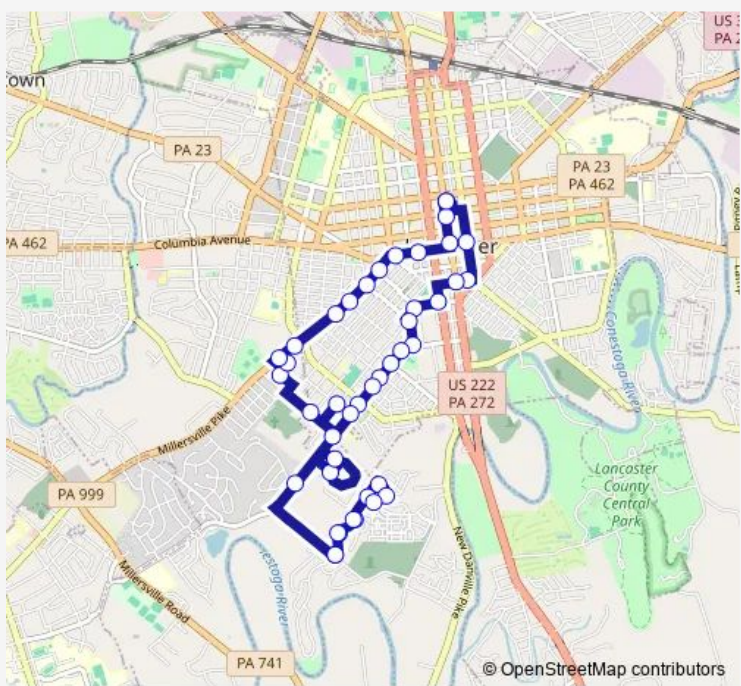 US 3
PA 2
own
PA 23
PA 23
PA 462
PA 462
Columbia Avenue
er
Conestoga River
US 222
PA 272
Millersville Pike
PA 999
Lancaster
County
Central
Park
New Danville Pike
estoga River
Millersville Road
PA 741
© OpenStreetMap contributors